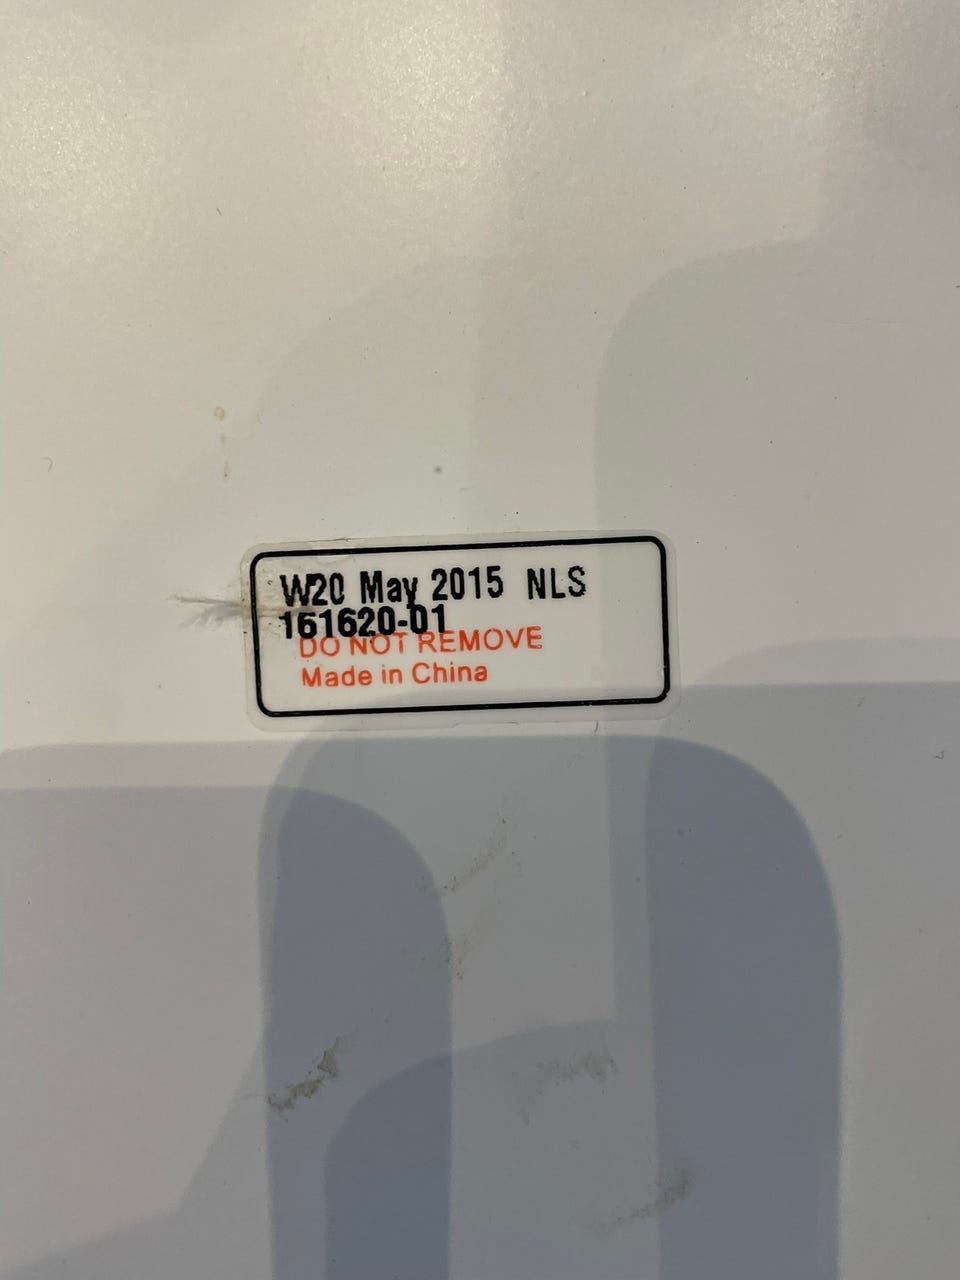 W20 May 2015 NLS
161620-01
DO NOT REMOVE
Made in China